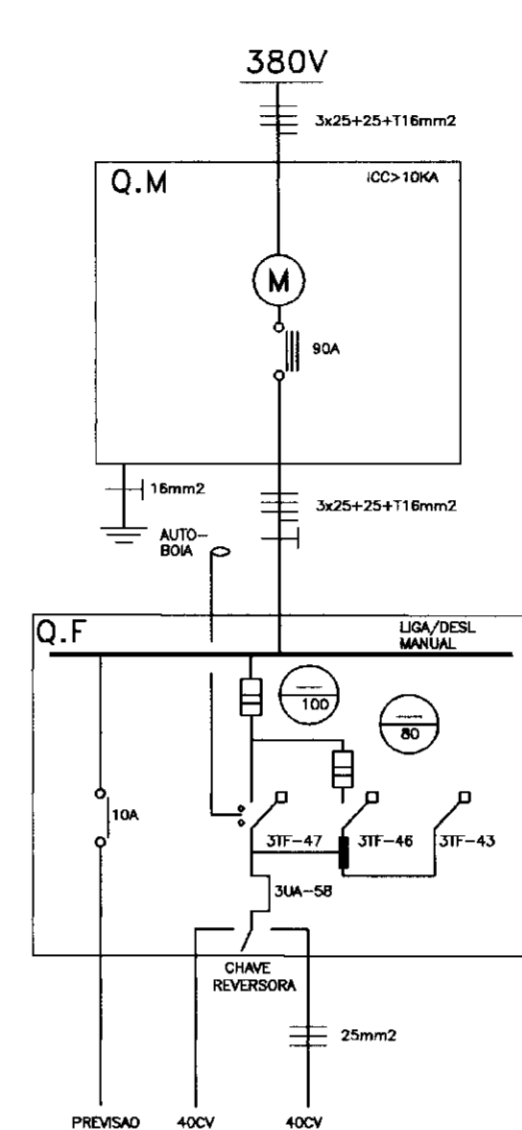 380V
3x25+25+T16mm2
Q.M
ICC>10KA
M
90A
16mm2
3x25+25+T16mm2
AUTO-
BOIA
Q.F
LIGA/DESL
MANUAL
100
80
10A
3TF-47
3TF-46
3TF-43
3UA-58
CHAVE
REVERSORA
25mm2
PREVISAO
40CV
40CV